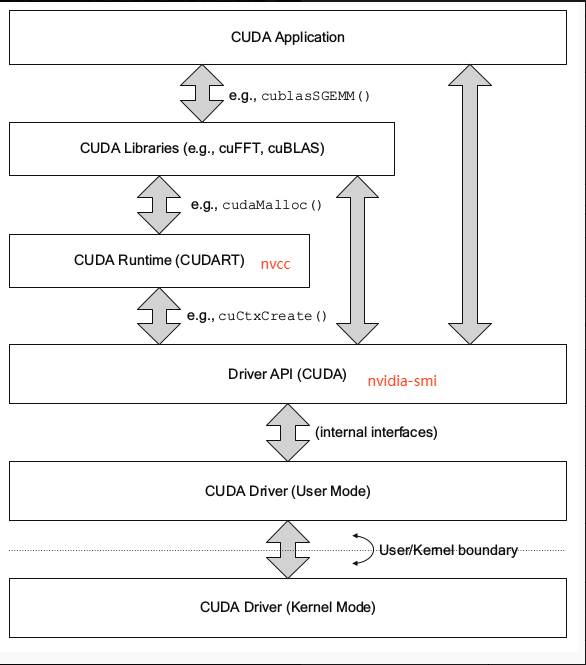 CUDA Application
e.g., cublasSGEMM()
CUDA Libraries (e.g., cuFFT, cuBLAS)
e.g., cudaMalloc()
CUDA Runtime (CUDART) nvcc
e.g., cuCtxCreate()
Driver API (CUDA) nvidia-smi
(internal interfaces)
CUDA Driver (User Mode)
User/Kernel boundary
CUDA Driver (Kernel Mode)